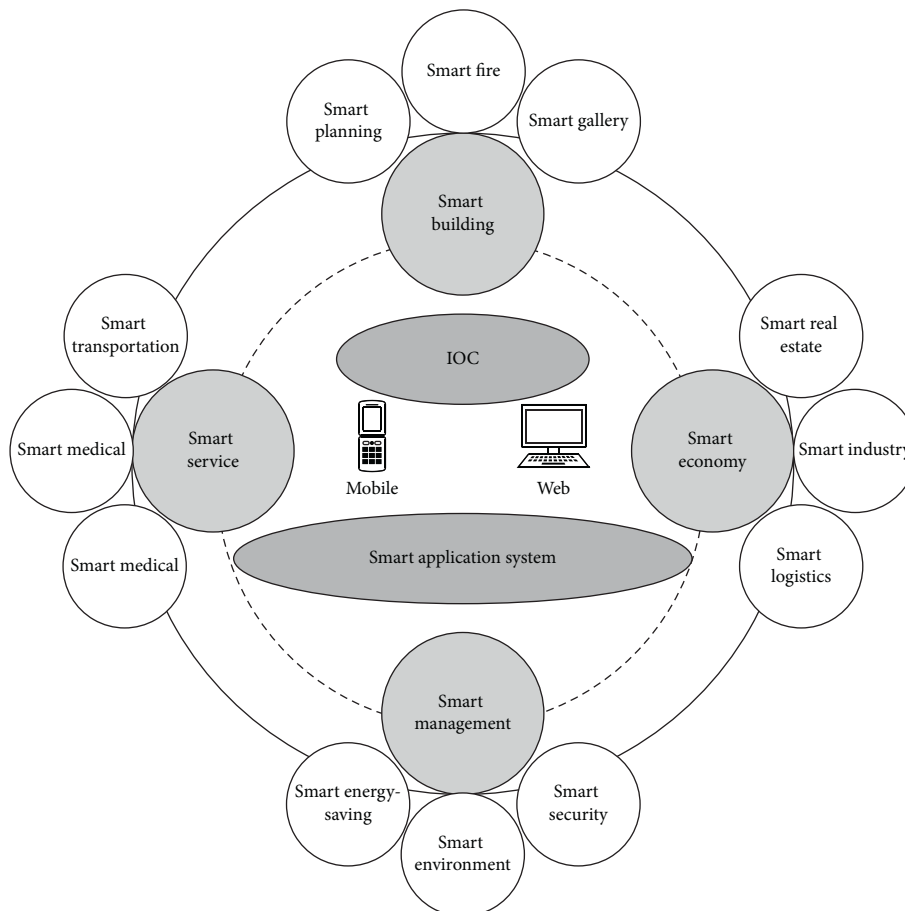 Smart fire
Smart
planning
Smart gallery
Smart
building
Smart
transportation
Smart real
estate
IOC
Smart medical
Smart
service
Smart
economy
Smart industry
Mobile
Web
Smart medical
Smart application system
Smart
logistics
Smart
management
Smart energy-
saving
Smart
security
Smart
environment